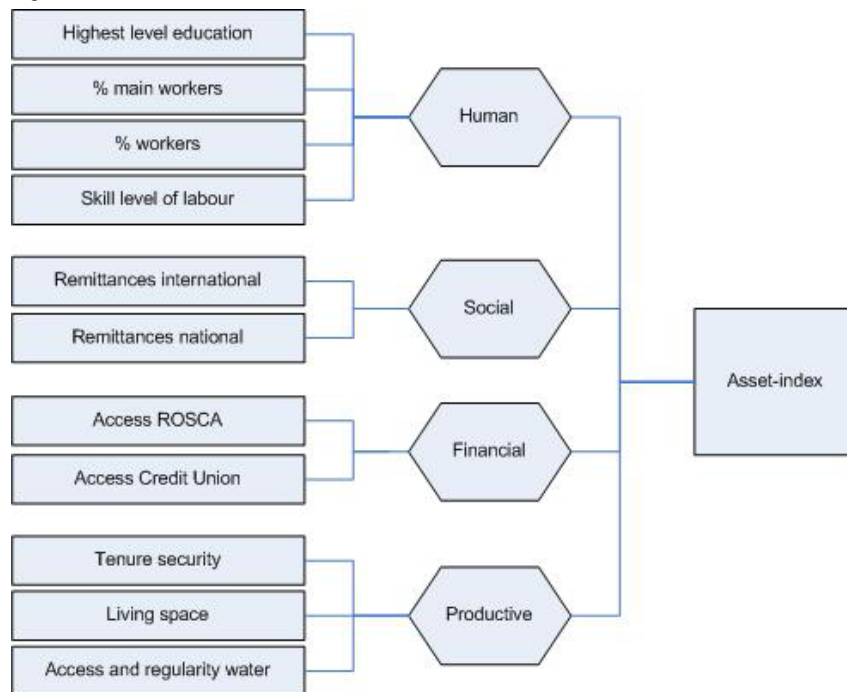 Highest level education
% main workers
% workers
Skill level of labour
Human
Remittances international
Remittances national
Social
Access ROSCA
Access Credit Union
Financial
Tenure security
Living space
Access and regularity water
Productive
Asset-index